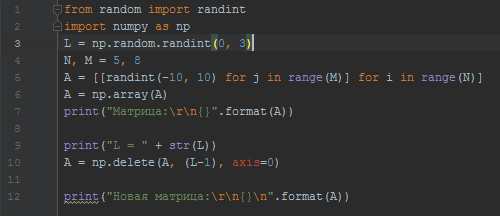 1 from random import randint
2 import numpy as np
3 L = np.random.randint(0, 3)
4 N, M = 5, 8
5 A = [[randint(-10, 10) for j in range(M)] for i in range(N)]
6 A = np.array(A)
7 print("Матрица:\r\n{}".format(A))
8
9 print("L = " + str(L))
10 A = np.delete(A, (L-1), axis=0)
11
12 print("Новая матрица:\r\n{}\n".format(A))